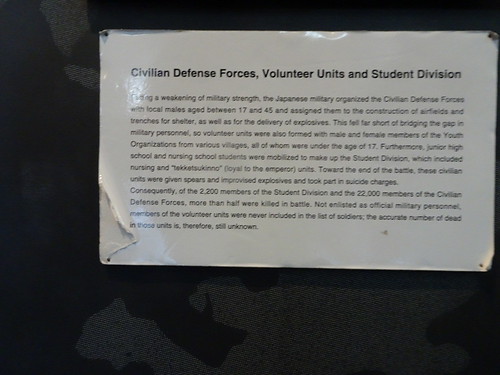 Civilian Defense Forces, Volunteer Units and Student Division
a weakening of military strength, the Japanese military organized the Civilian Defense Forces
with local males aged between 17 and 45 and assigned them to the construction of airfields and
trenches for shelter, as well as for the delivery of explosives. This fell far short of bridging the gap in
military personnel, so volunteer units were also formed with male and female members of the Youth
Organizations from various villages, all of whom were under the age of 17. Furthermore, junior high
school and nursing school students were mobilized to make up the Student Division, which included
nursing and "tekketsukinno" (loyal to the emperor) units. Toward the end of the battle, these civilian
units were given spears and improvised explosives and took part in suicide charges.
Consequently, of the 2,200 members of the Student Division and the 22,000 members of the Civilian
Defense Forces, more than half were killed in battle. Not enlisted as official military personnel,
members of the volunteer units were never included in the list of soldiers; the accurate number of dead
in those units is, therefore, still unknown.